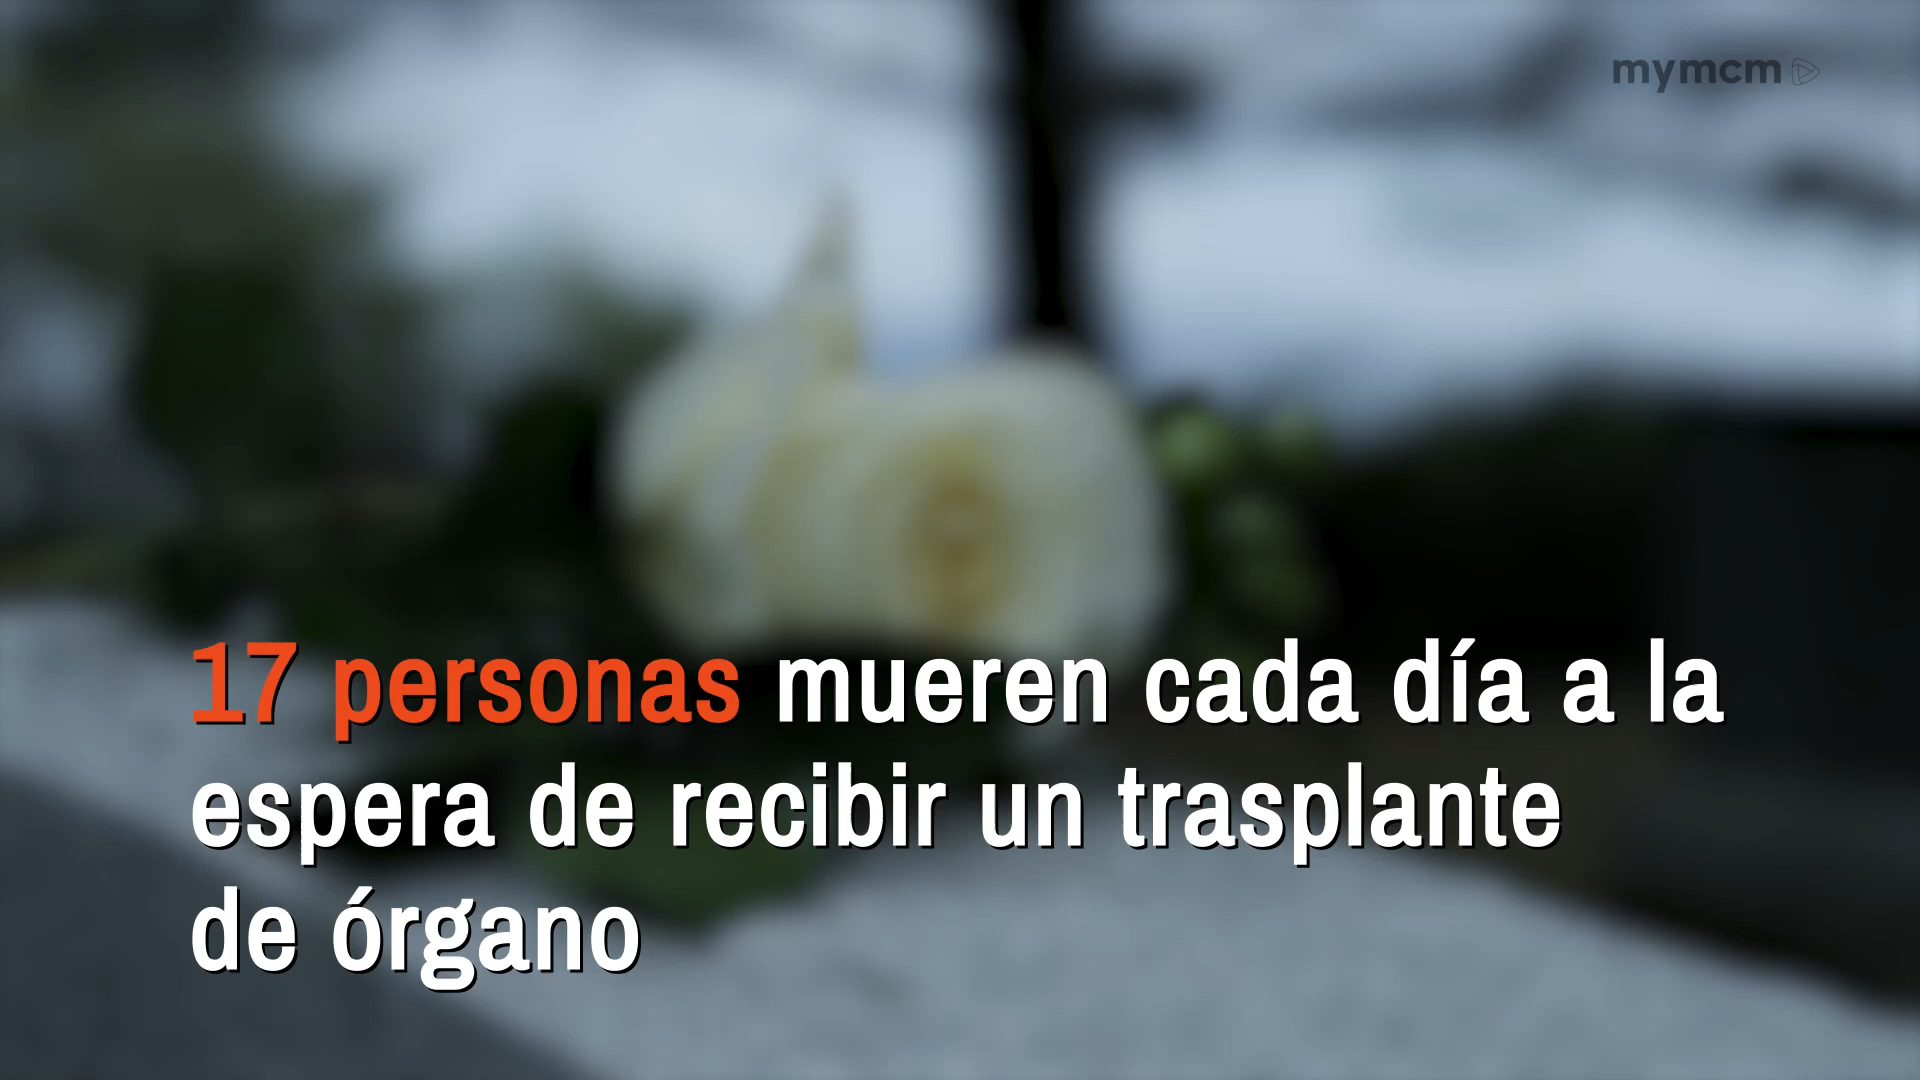 mymcm
17 personas mueren cada día a la
espera de recibir un trasplante
de órgano